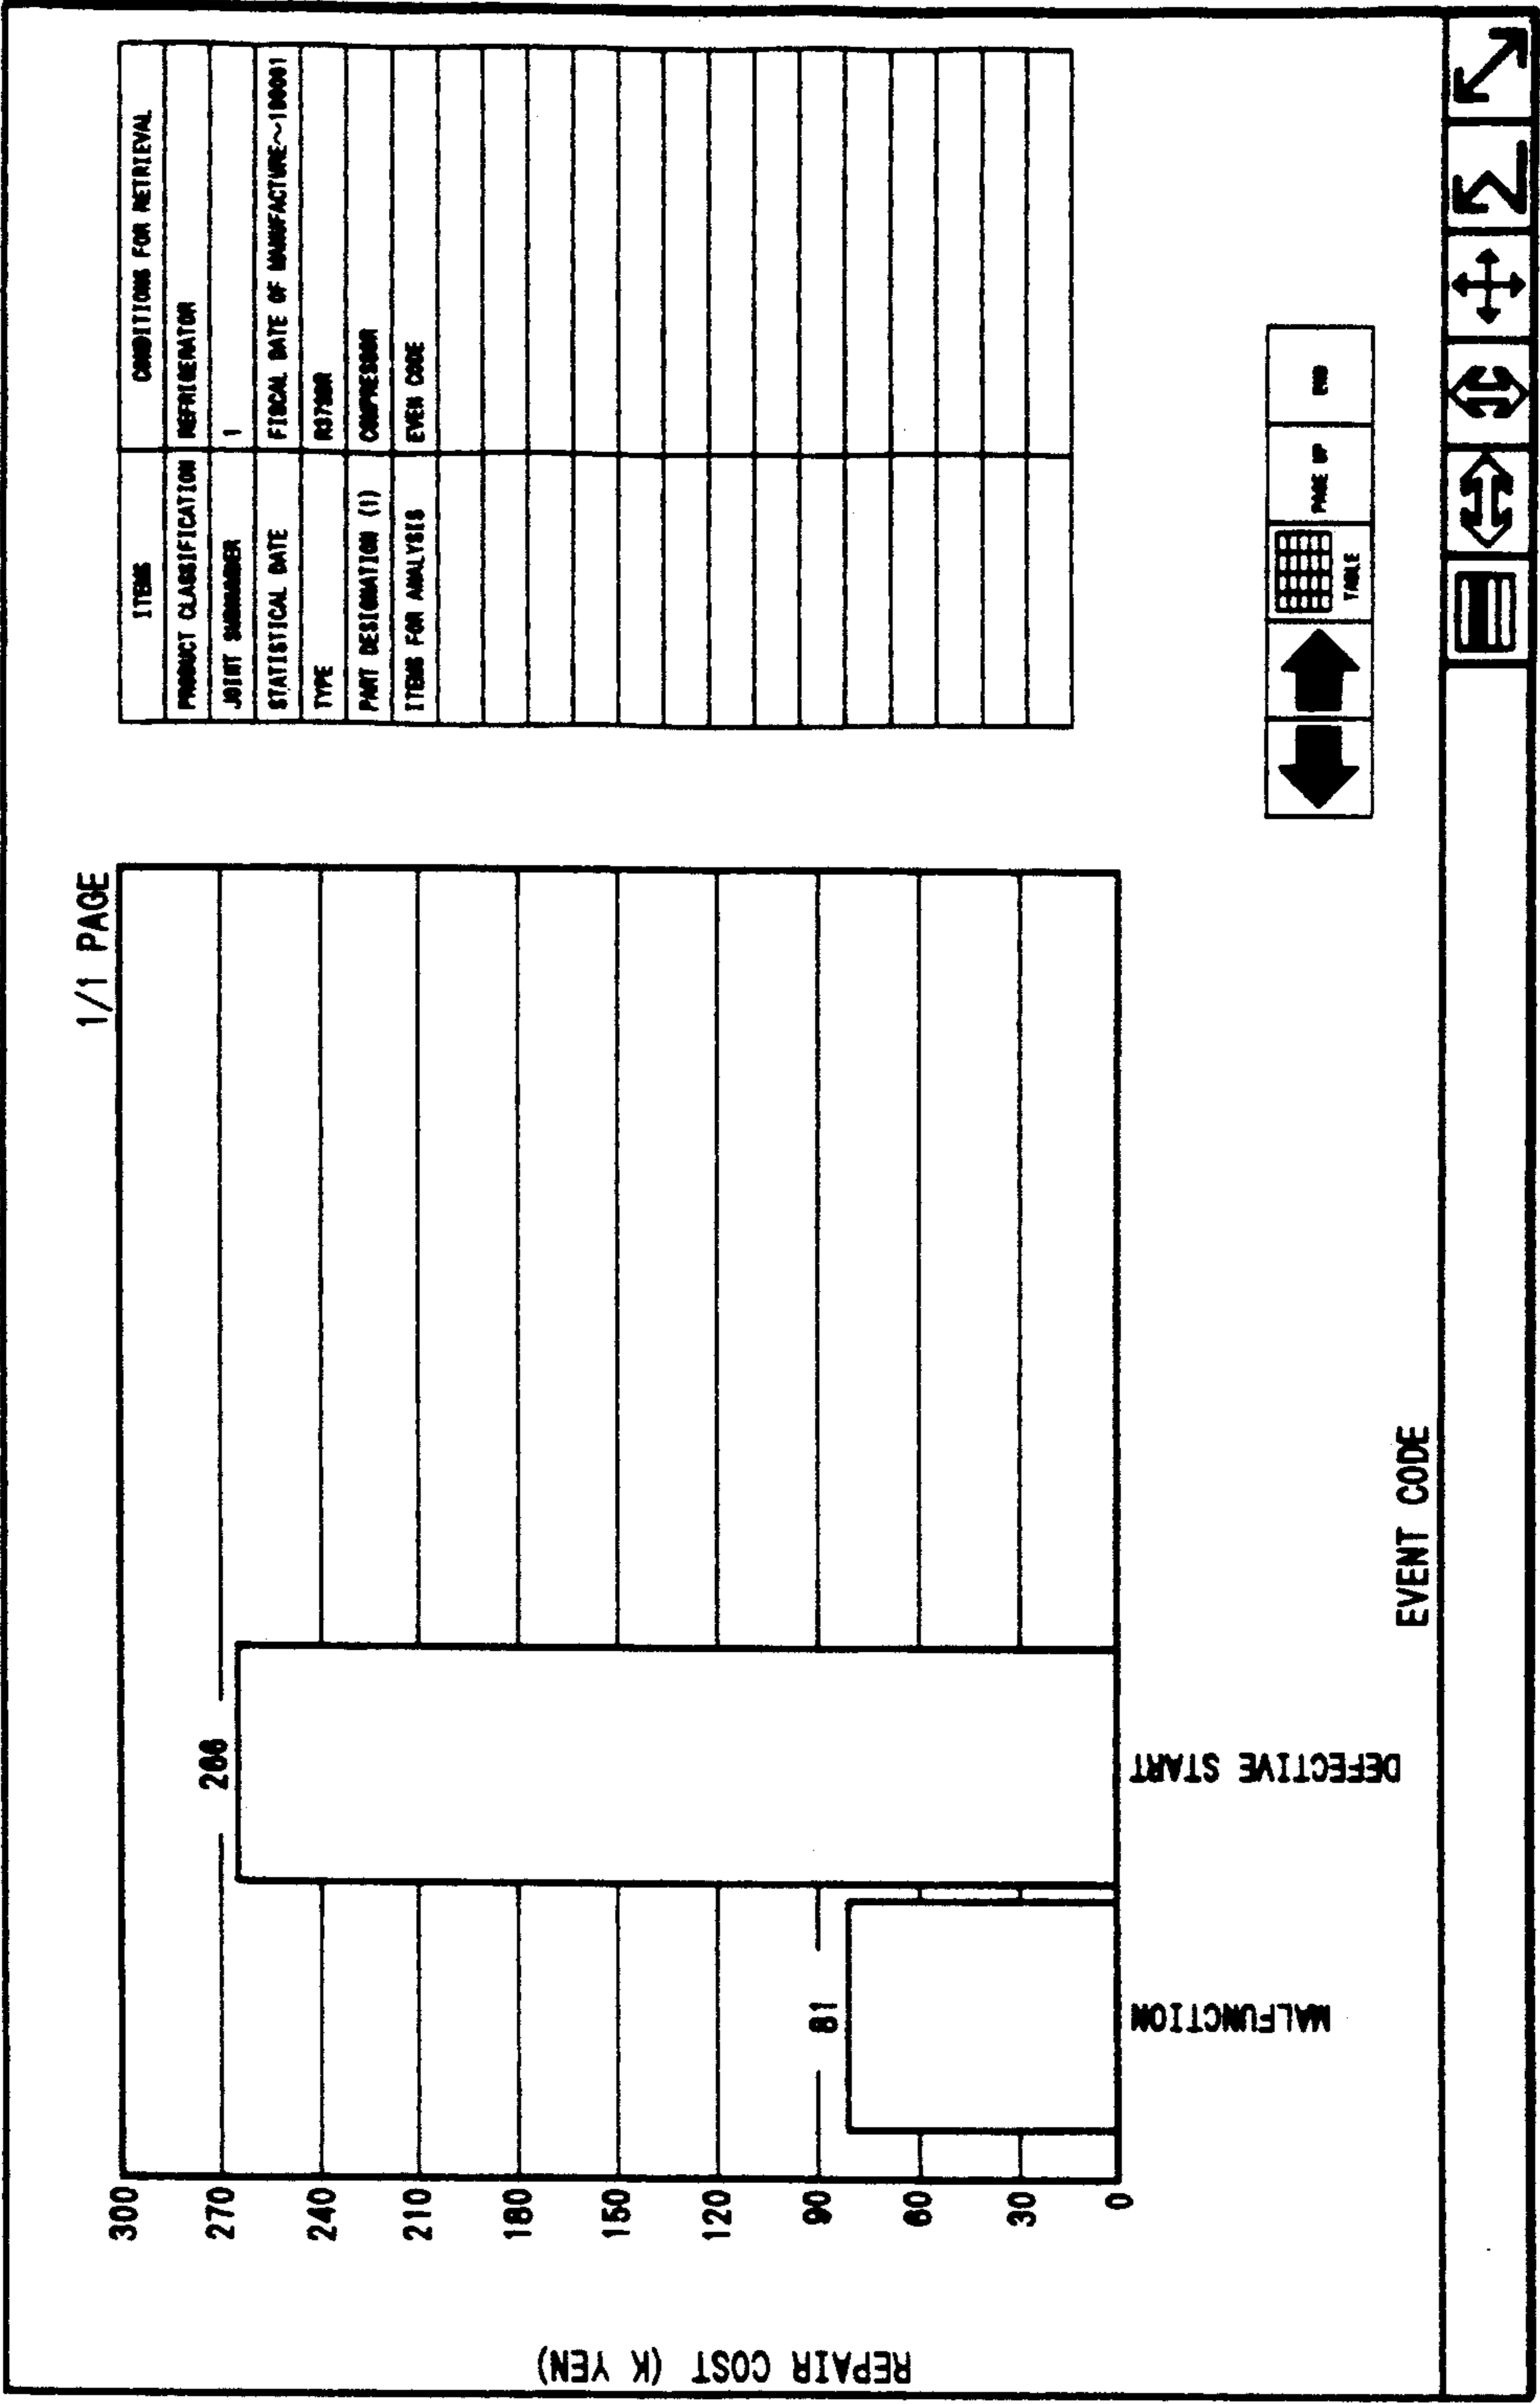 1/1 PAGE
REPAIR COST (K YEN)
300
270
240
210
180
150
120
90
60
30
0
266
81
MALFUNCTION
DEFECTIVE START
EVENT CODE
ITEMS CONDITIONS FOR RETRIEVAL
PRODUCT CLASSIFICATION REFRIGERATOR
JOINT 1
STATISTICAL DATE FISCAL DATE OF MANUFACTURE~
TYPE
PART DESIGNATION (1) COMPRESSOR
ITEMS FOR ANALYSIS EVEN CODE
TABLE
PAGE UP
END